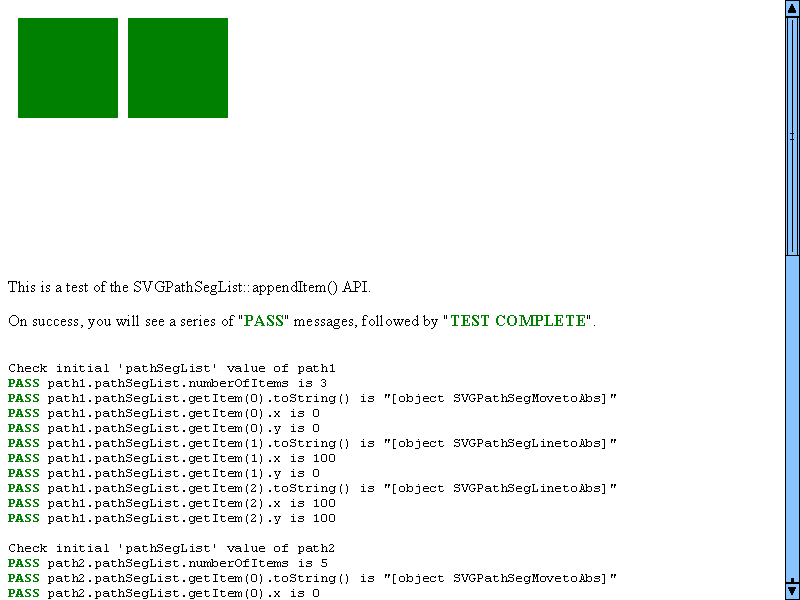 This is a test of the SVGPathSegList::appendItem() API.
On success, you will see a series of "PASS" messages, followed by "TEST COMPLETE".
Check initial 'pathSegList' value of path1
PASS path1.pathSegList.numberOfItems is 3
PASS path1.pathSegList.getItem(0).toString() is "[object SVGPathSegMovetoAbs]"
PASS path1.pathSegList.getItem(0).x is 0
PASS path1.pathSegList.getItem(0).y is 0
PASS path1.pathSegList.getItem(1).toString() is "[object SVGPathSegLinetoAbs]"
PASS path1.pathSegList.getItem(1).x is 100
PASS path1.pathSegList.getItem(1).y is 0
PASS path1.pathSegList.getItem(2).toString() is "[object SVGPathSegLinetoAbs]"
PASS path1.pathSegList.getItem(2).x is 100
PASS path1.pathSegList.getItem(2).y is 100
Check initial 'pathSegList' value of path2
PASS path2.pathSegList.numberOfItems is 5
PASS path2.pathSegList.getItem(0).toString() is "[object SVGPathSegMovetoAbs]"
PASS path2.pathSegList.getItem(0).x is 0